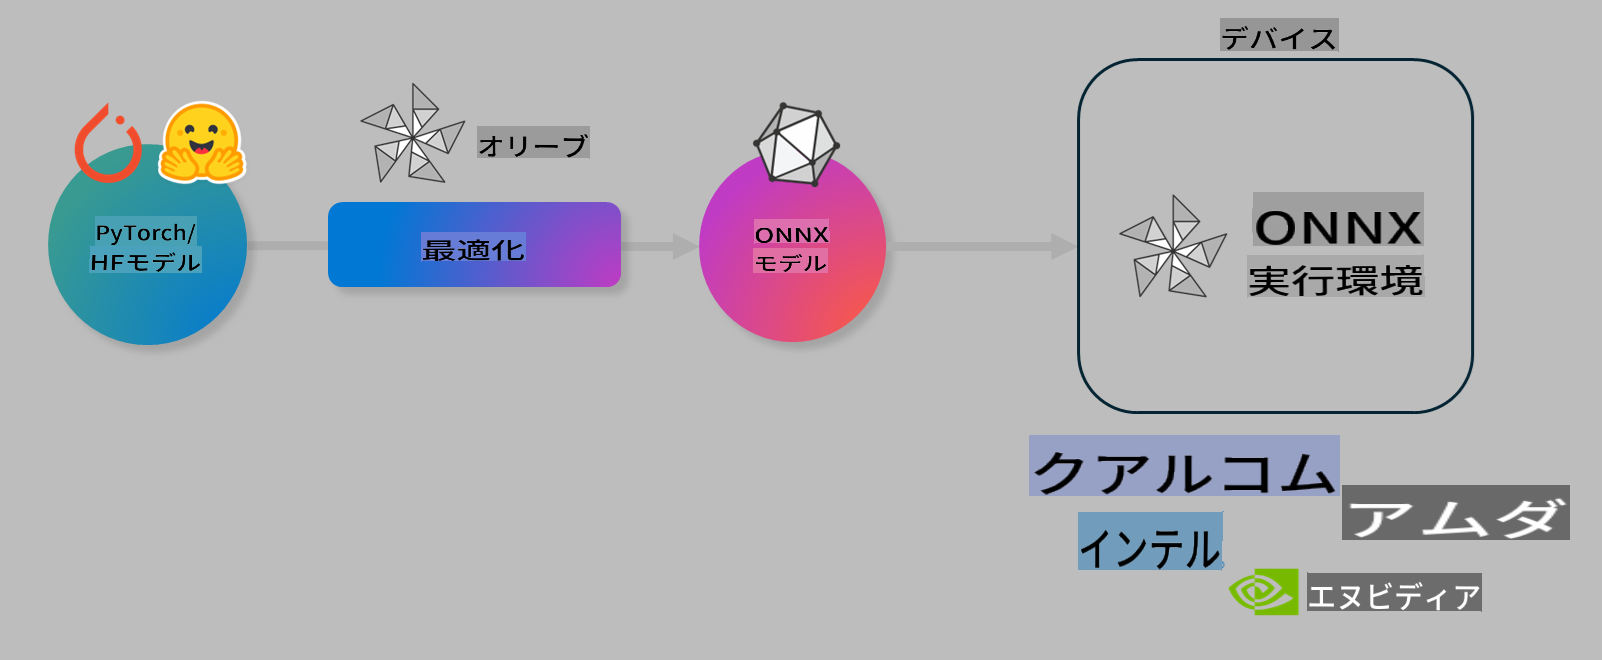 デバイス
オリーブ
PyTorch/
HFモデル
最適化
ONNX
モデル
ONNX
実行環境
クアルコム
アムダ
インテル
エヌビディア